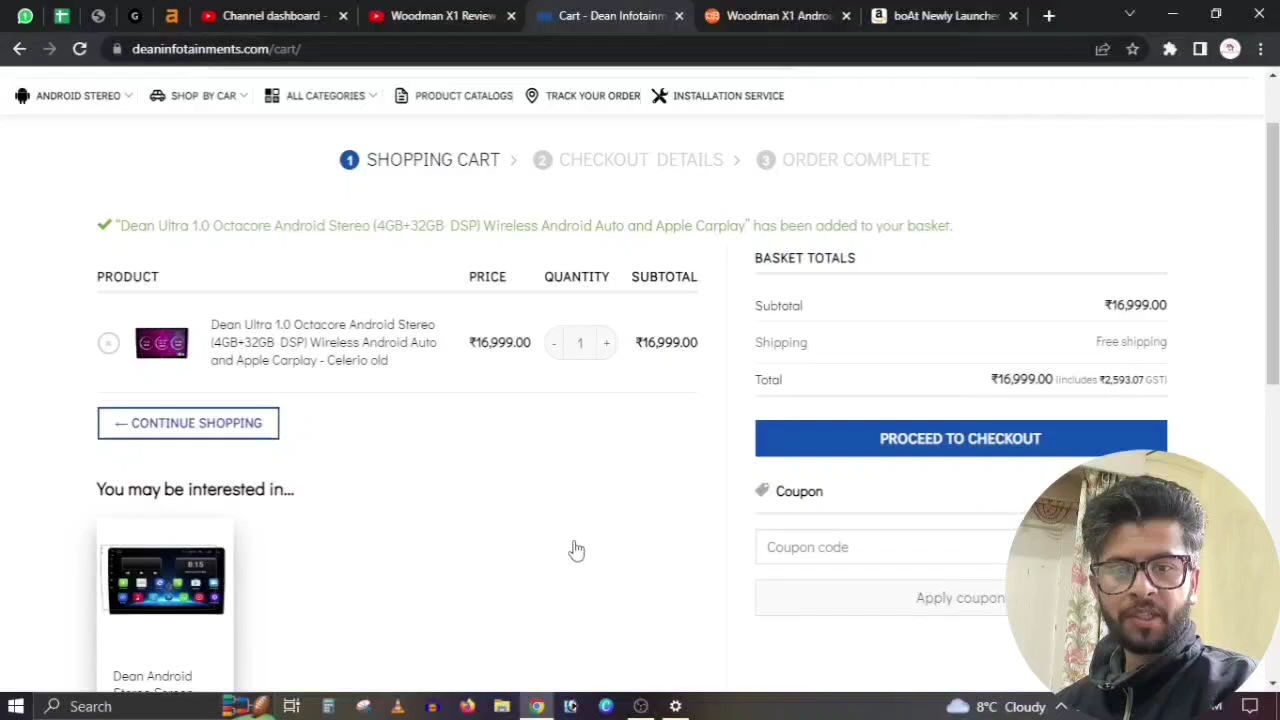 Channel dashboard -
Woodman X1 Review
Cart - Dean Infotainm
Woodman X1 Andro
boAt Newly Launche
deaninfotainments.com/cart/
ANDROID STEREO
SHOP BY CAR
ALL CATEGORIES
PRODUCT CATALOGS
TRACK YOUR ORDER
INSTALLATION SERVICE
1 SHOPPING CART > 2 CHECKOUT DETAILS > 3 ORDER COMPLETE
"Dean Ultra 1.0 Octacore Android Stereo (4GB+32GB DSP) Wireless Android Auto and Apple Carplay" has been added to your basket.
PRODUCT PRICE QUANTITY SUBTOTAL
Dean Ultra 1.0 Octacore Android Stereo
(4GB+32GB DSP) Wireless Android Auto
and Apple Carplay - Celerio old
₹16,999.00 - 1 + ₹16,999.00
← CONTINUE SHOPPING
You may be interested in...
8:15
Dean Android
BASKET TOTALS
Subtotal ₹16,999.00
Shipping Free shipping
Total ₹16,999.00 (includes ₹2,593.07 GST)
PROCEED TO CHECKOUT
Coupon
Coupon code
Apply coupon
Search
8°C Cloudy